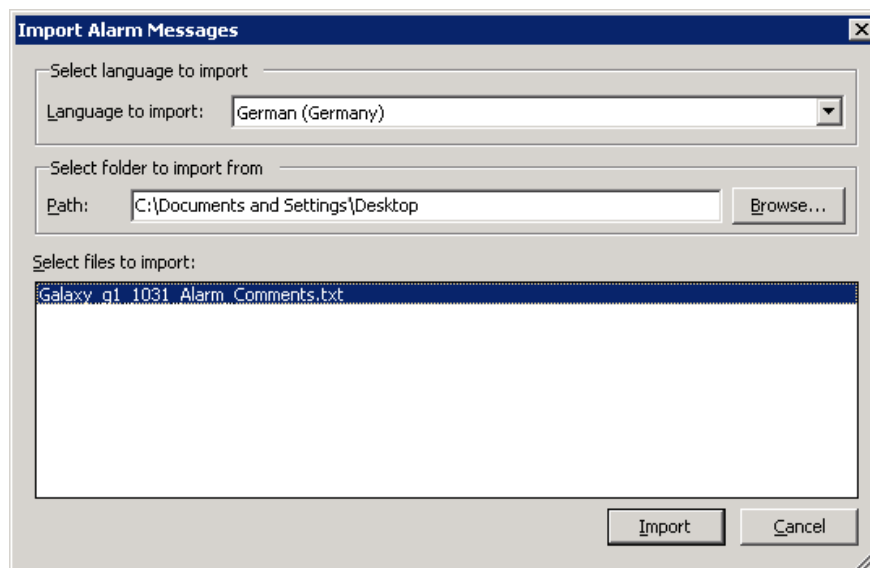 Import Alarm Messages
Select language to import
Language to import: German (Germany)
Select folder to import from
Path: C:\Documents and Settings\Desktop Browse...
Select files to import:
Galaxy_g1_1031_Alarm_Comments.txt
Import Cancel